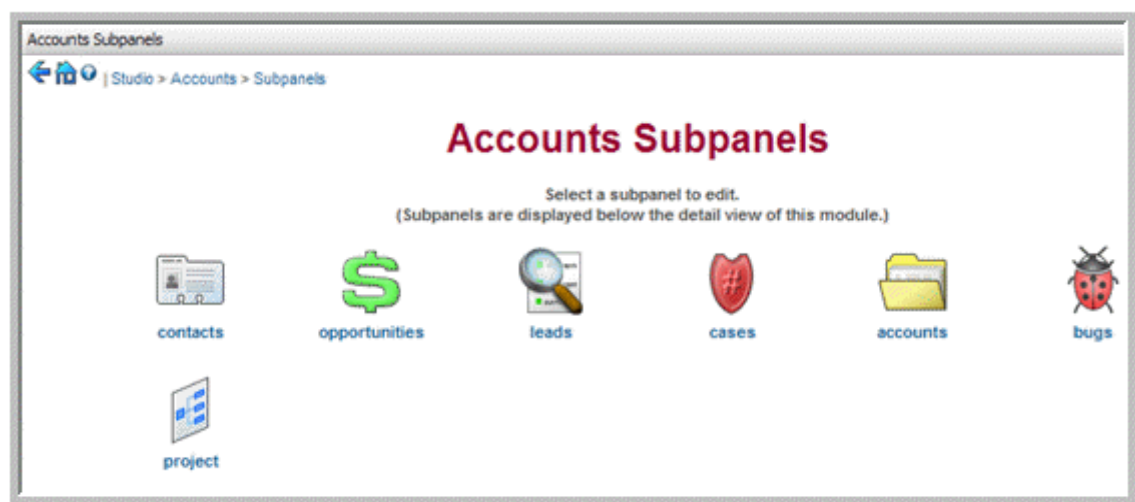 Accounts Subpanels
| Studio > Accounts > Subpanels
Accounts Subpanels
Select a subpanel to edit.
(Subpanels are displayed below the detail view of this module.)
contacts opportunities leads cases accounts bugs
project